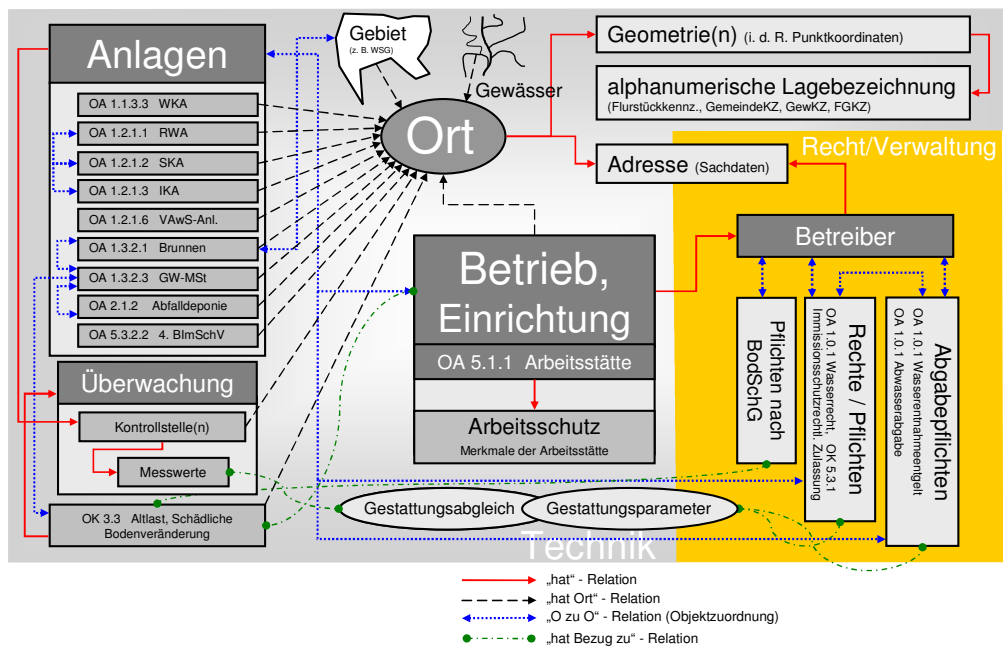 Anlagen
OA 1.1.3.3 WKA
OA 1.2.1.1 RWA
OA 1.2.1.2 SKA
OA 1.2.1.3 IKA
OA 1.2.1.6 VAwS-Anl.
OA 1.3.2.1 Brunnen
OA 1.3.2.3 GW-MSt
OA 2.1.2 Abfalldeponie
OA 5.3.2.2 4. BImSchV
Überwachung
Kontrollstelle(n)
Messwerte
OK 3.3 Altlast, Schädliche
Bodenveränderung
Gebiet
(z. B. WSG)
Gewässer
Ort
Geometrie(n) (i. d. R. Punktkoordinaten)
alphanumerische Lagebezeichnung
(Flurstückkennz., GemeindeKZ, GewKZ, FGKZ)
Adresse (Sachdaten)
Recht/Verwaltung
Betreiber
Betrieb,
Einrichtung
OA 5.1.1 Arbeitsstätte
Arbeitsschutz
Merkmale der Arbeitsstätte
Pflichten nach
BodSchG
Rechte / Pflichten
OA 1.0.1 Wasserrecht, OK 5.3.1
Immissionsschutzrechtl. Zulassung
Abgabepflichten
OA 1.0.1 Wasserentnahmeentgelt
OA 1.0.1 Abwasserabgabe
Gestattungsabgleich
Gestattungsparameter
Technik
„hat“ - Relation
„hat Ort“ - Relation
„O zu O“ - Relation (Objektzuordnung)
„hat Bezug zu“ - Relation